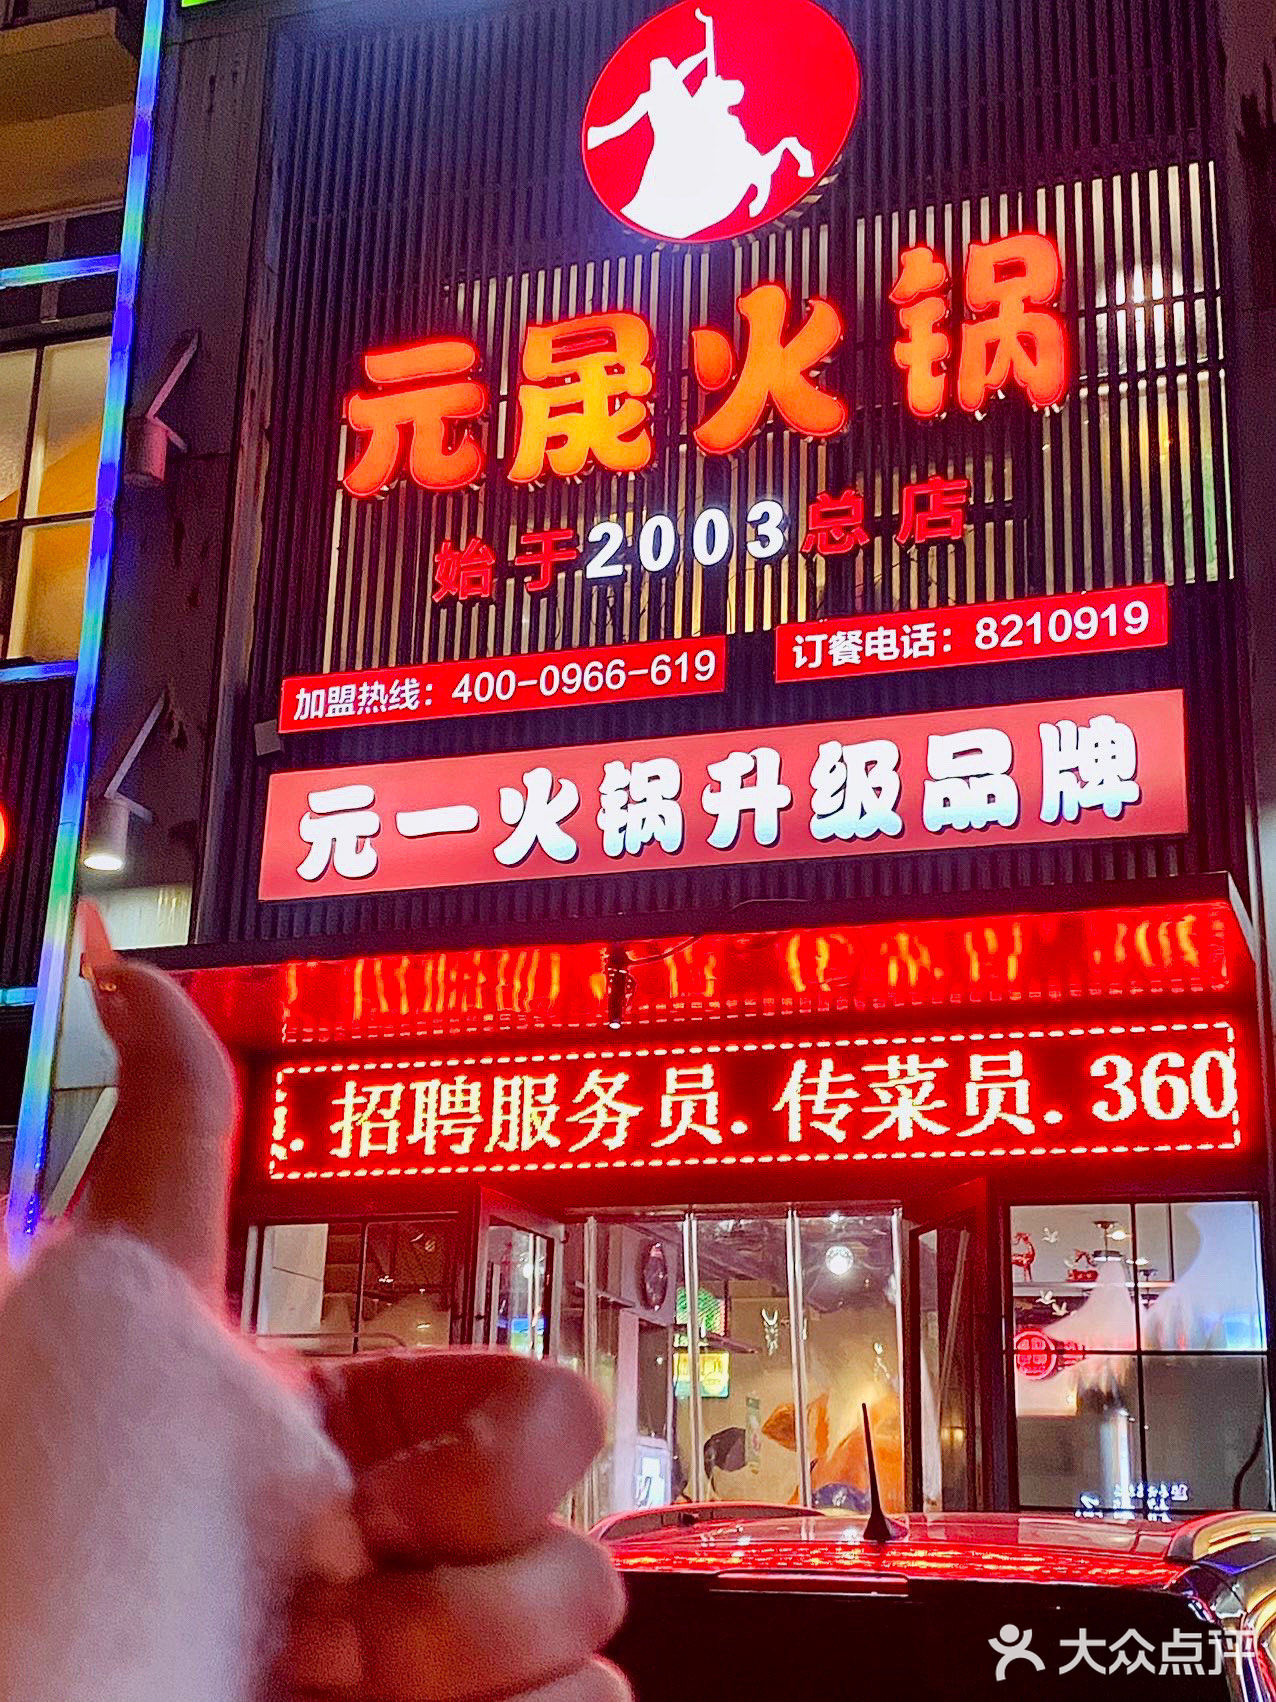 元晟火锅
始于2003总店
加盟热线：400-0966-619
订餐电话：8210919
元一火锅升级品牌
. 招聘服务员. 传菜员. 360
大众点评